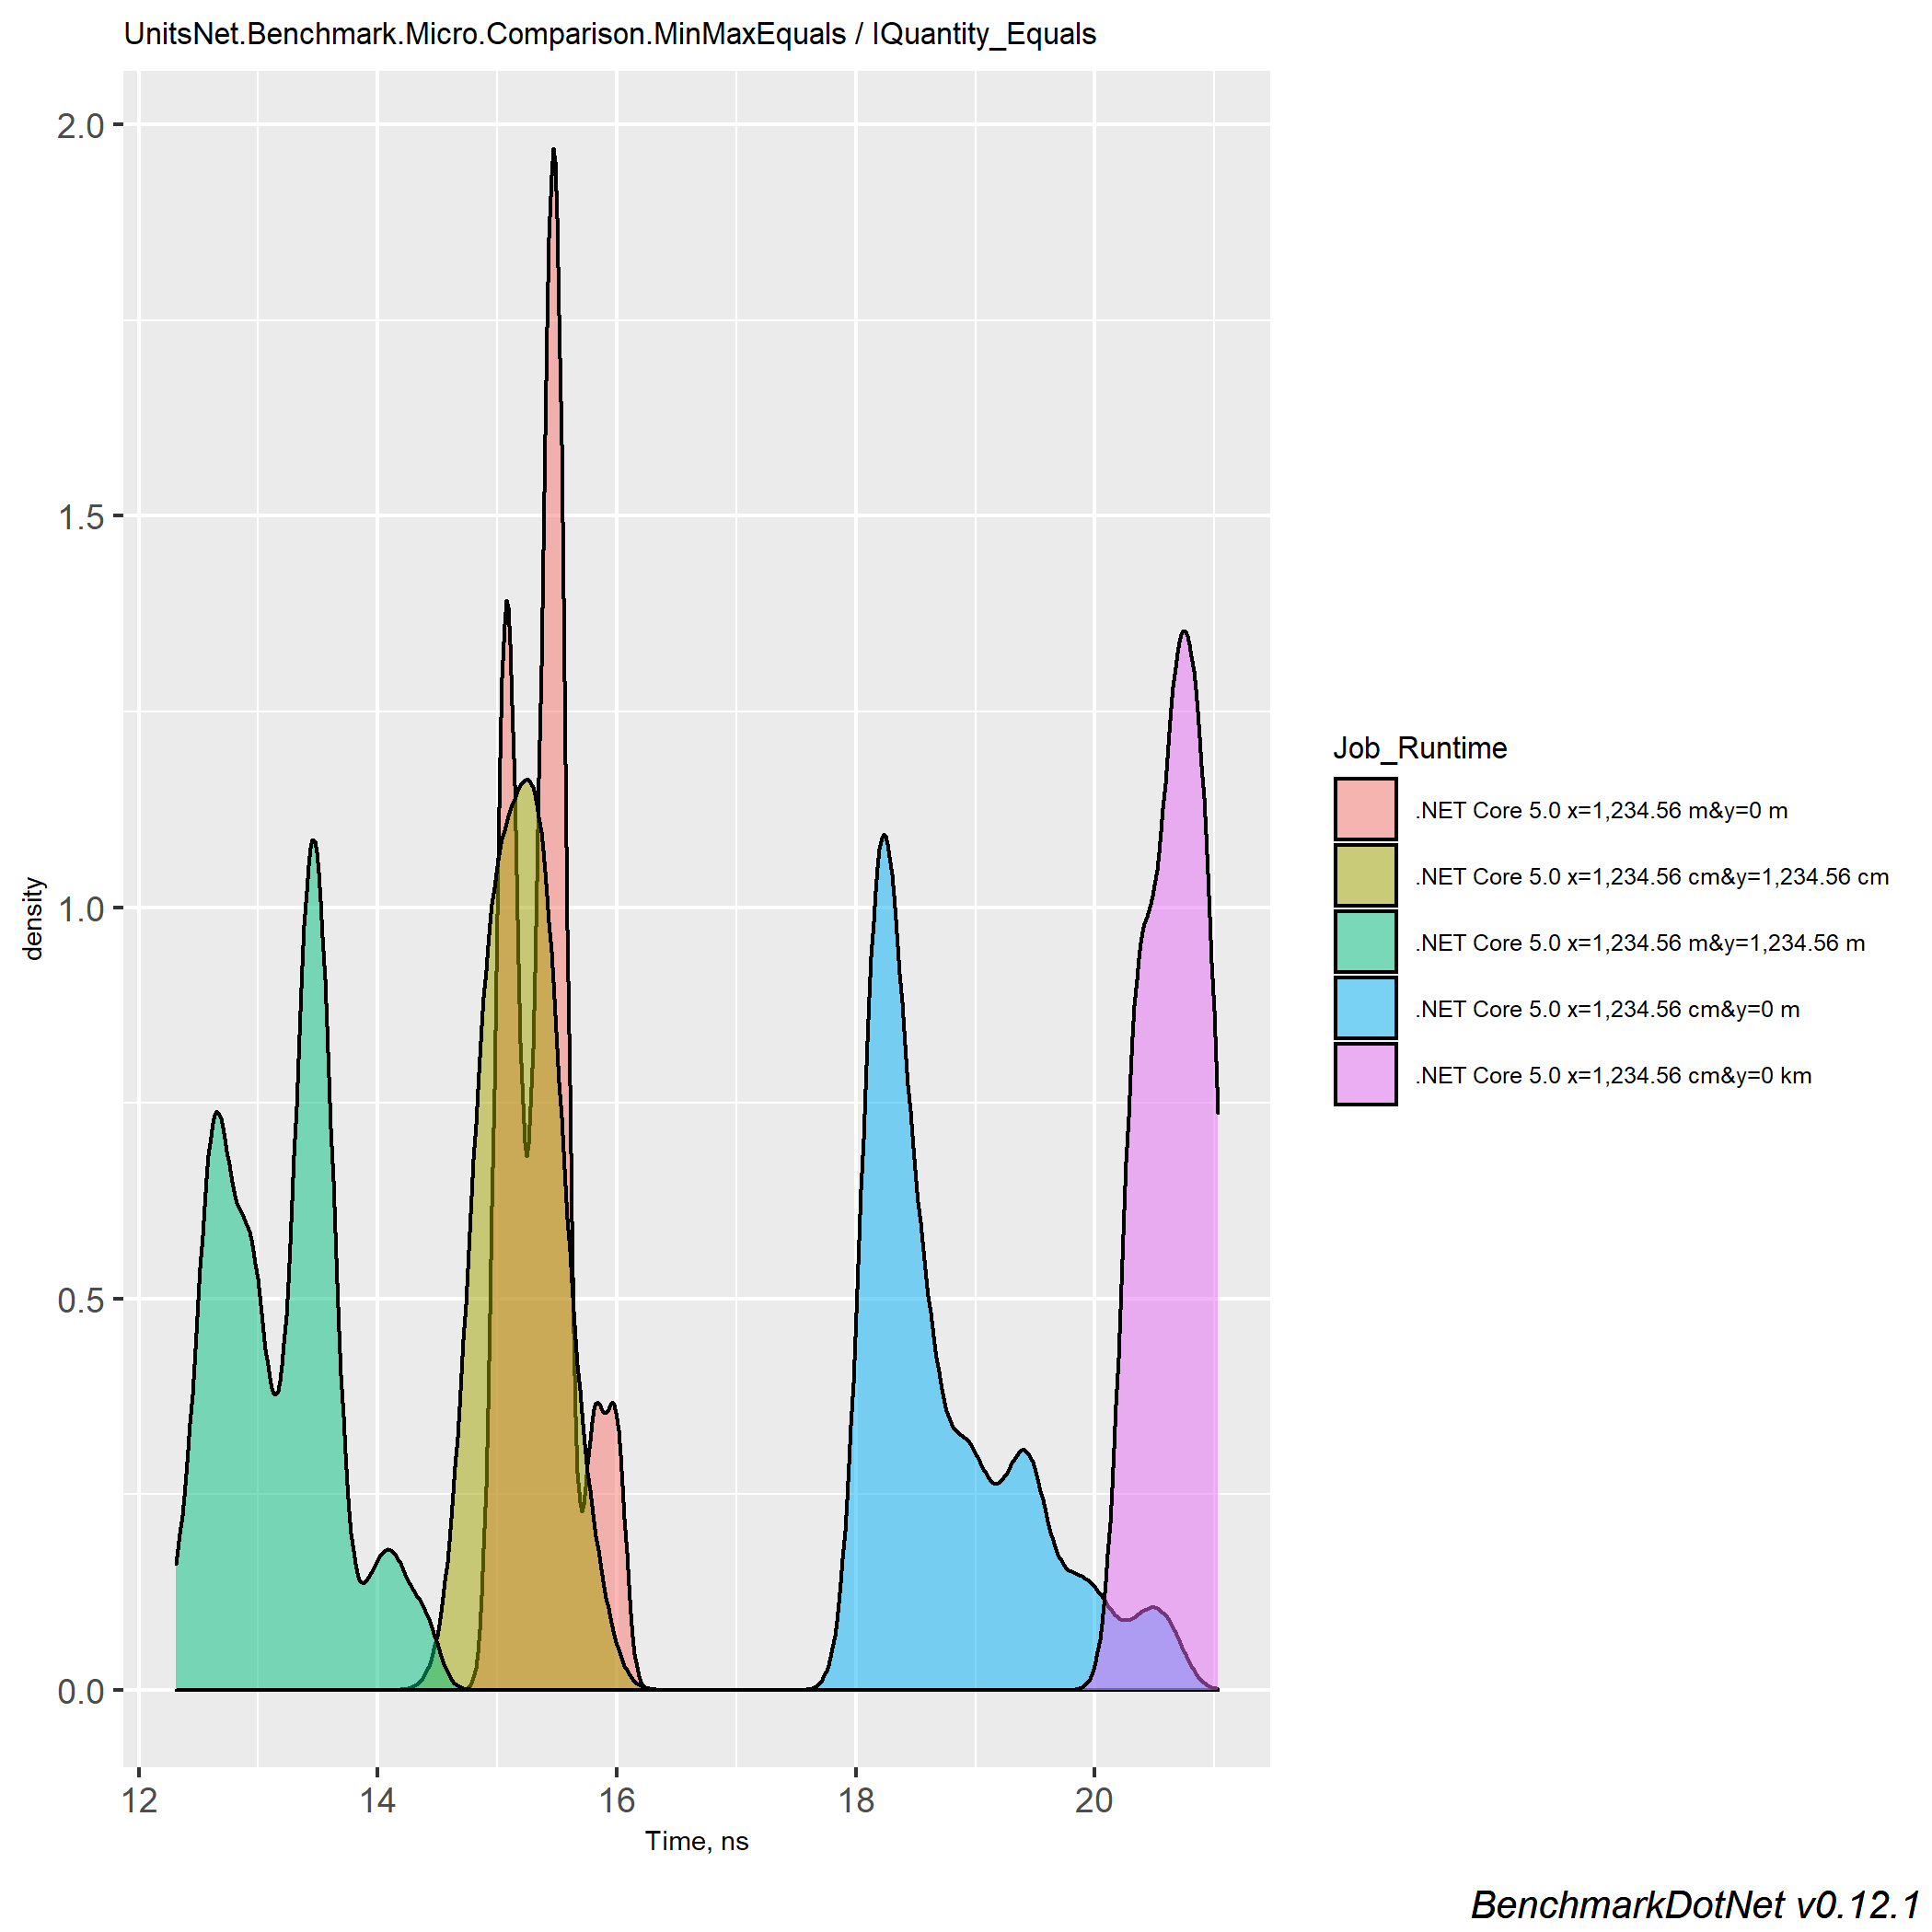 UnitsNet.Benchmark.Micro.Comparison.MinMaxEquals / IQuantity_Equals
2.0
1.5
1.0
0.5
0.0
density
12 14 16 18 20
Time, ns
Job_Runtime
.NET Core 5.0 x=1,234.56 m&y=0 m
.NET Core 5.0 x=1,234.56 cm&y=1,234.56 cm
.NET Core 5.0 x=1,234.56 m&y=1,234.56 m
.NET Core 5.0 x=1,234.56 cm&y=0 m
.NET Core 5.0 x=1,234.56 cm&y=0 km
BenchmarkDotNet v0.12.1